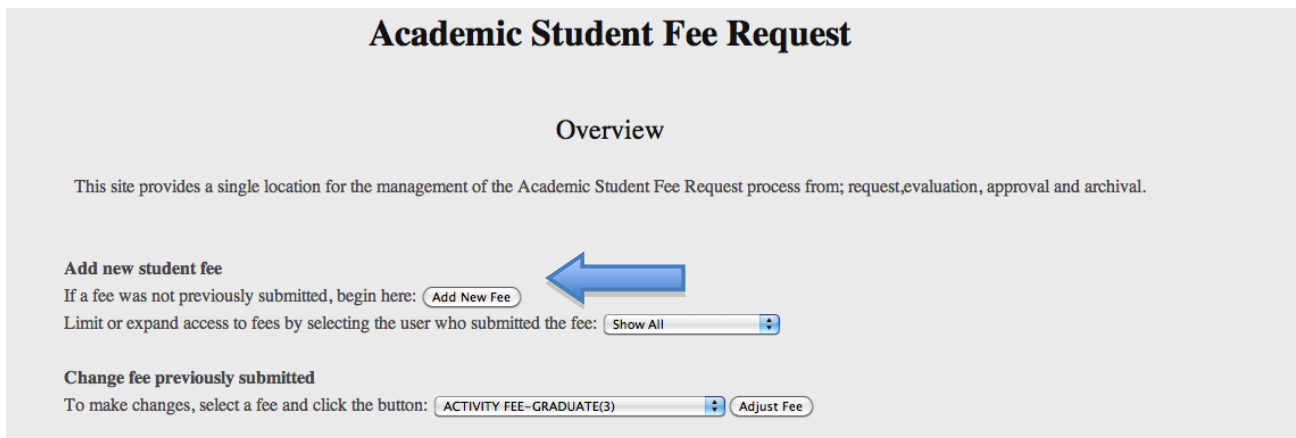 Academic Student Fee Request
Overview
This site provides a single location for the management of the Academic Student Fee Request process from; request,evaluation, approval and archival.
Add new student fee
If a fee was not previously submitted, begin here: Add New Fee
Limit or expand access to fees by selecting the user who submitted the fee: Show All
Change fee previously submitted
To make changes, select a fee and click the button: ACTIVITY FEE-GRADUATE(3) Adjust Fee